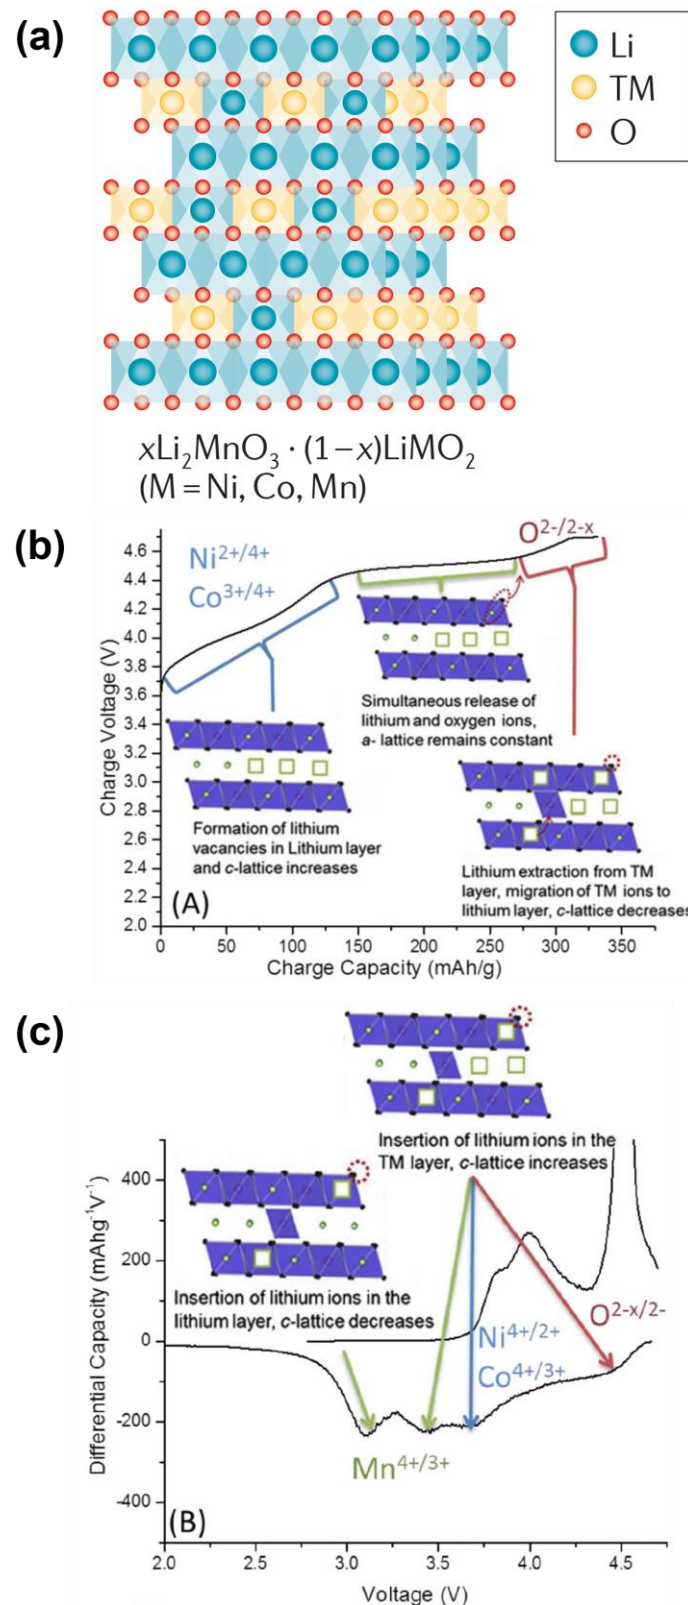 (a)
Li
TM
O
xLi₂MnO₃ · (1−x)LiMO₂
(M = Ni, Co, Mn)
(b)
Charge Voltage (V)
4.6
4.4
4.2
4.0
3.8
3.6
3.4
3.2
3.0
2.8
2.6
2.4
2.2
2.0
Ni²⁺/⁴⁺
Co³⁺/⁴⁺
O²⁻/²⁻ˣ
Simultaneous release of
lithium and oxygen ions,
a- lattice remains constant
Formation of lithium
vacancies in Lithium layer
and c-lattice increases
Lithium extraction from TM
layer, migration of TM ions to
lithium layer, c-lattice decreases
(A)
0
50
100
150
200
250
300
350
Charge Capacity (mAh/g)
(c)
Insertion of lithium ions in the
TM layer, c-lattice increases
Insertion of lithium ions in the
lithium layer, c-lattice decreases
Differential Capacity (mAhg⁻¹V⁻¹)
400
200
0
-200
-400
O²⁻ˣ/²⁻
Ni⁴⁺/²⁺
Co⁴⁺/³⁺
Mn⁴⁺/³⁺
(B)
2.0
2.5
3.0
3.5
4.0
4.5
Voltage (V)